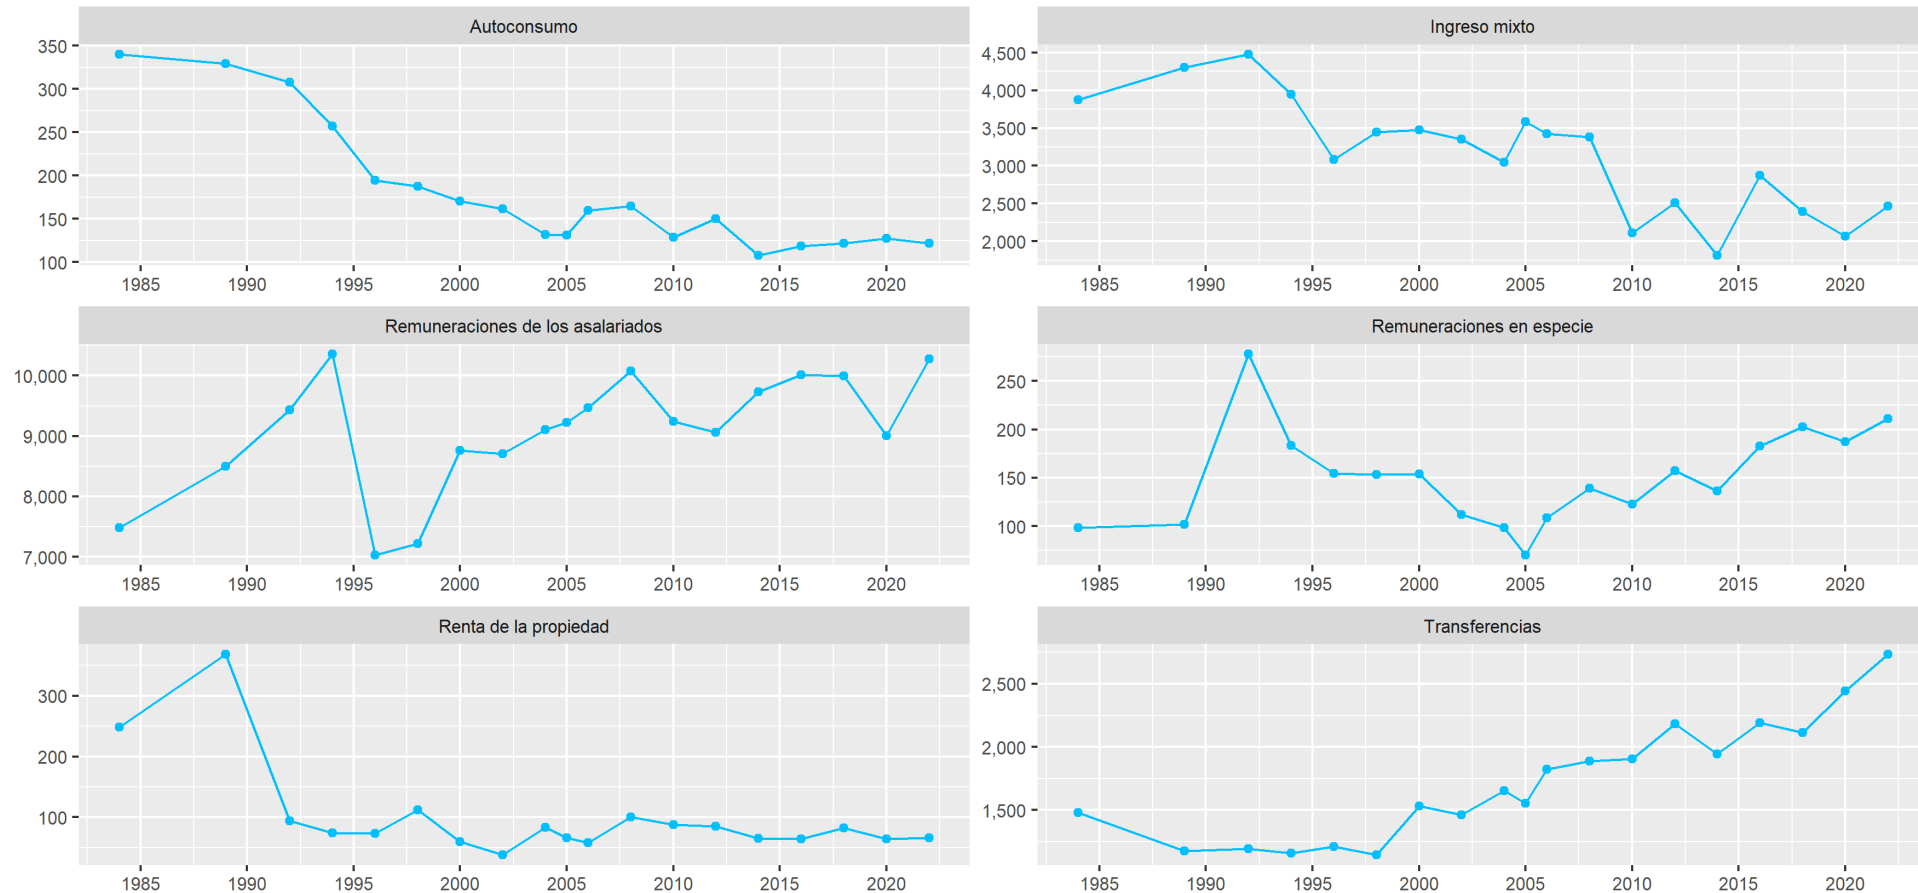 Autoconsumo
350
300
250
200
150
100
1985 1990 1995 2000 2005 2010 2015 2020
Ingreso mixto
4,500
4,000
3,500
3,000
2,500
2,000
1985 1990 1995 2000 2005 2010 2015 2020
Remuneraciones de los asalariados
10,000
9,000
8,000
7,000
1985 1990 1995 2000 2005 2010 2015 2020
Remuneraciones en especie
250
200
150
100
1985 1990 1995 2000 2005 2010 2015 2020
Renta de la propiedad
300
200
100
1985 1990 1995 2000 2005 2010 2015 2020
Transferencias
2,500
2,000
1,500
1985 1990 1995 2000 2005 2010 2015 2020